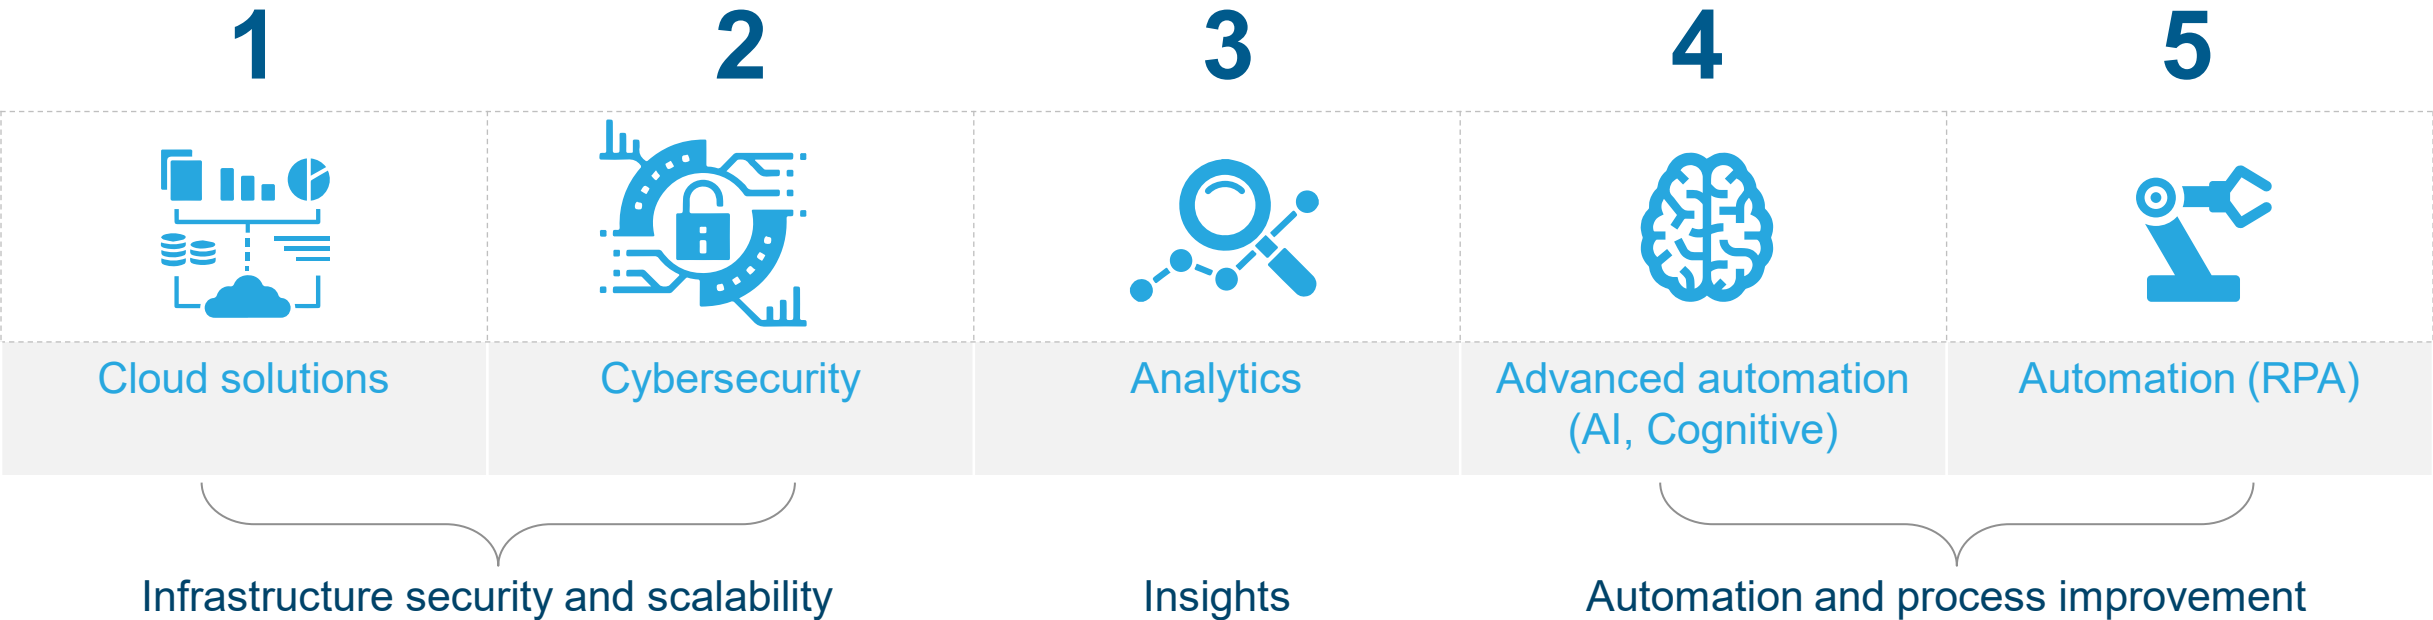 1
2
3
4
5
Cloud solutions
Cybersecurity
Analytics
Advanced automation
(AI, Cognitive)
Automation (RPA)
Infrastructure security and scalability
Insights
Automation and process improvement